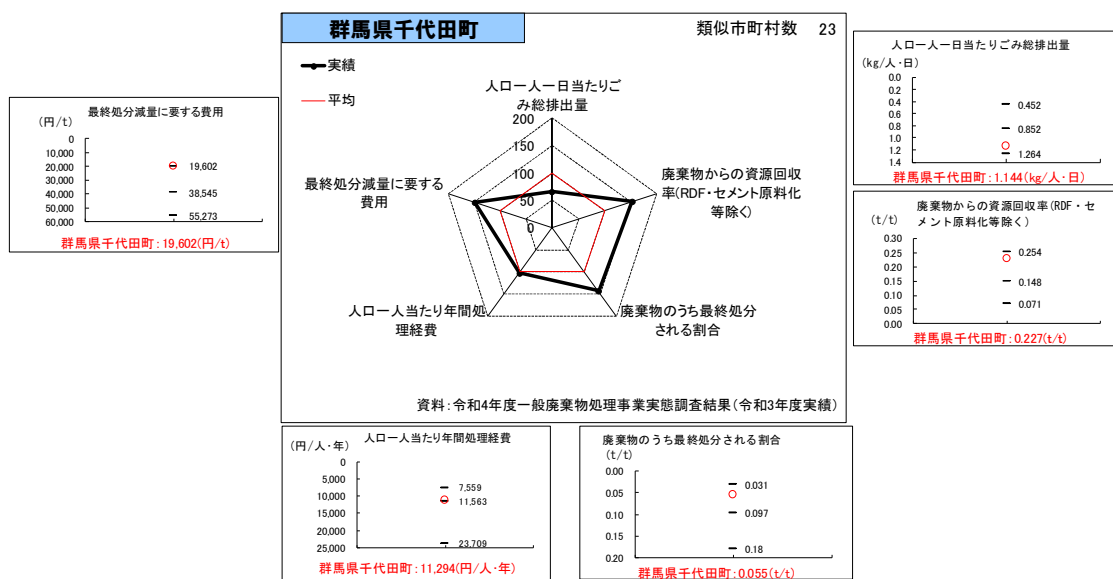 群馬県千代田町
類似市町村数 23
実績
平均
人口一人一日当たりご
み総排出量
200
150
100
50
0
廃棄物からの資源回収
率(RDF・セメント原料化
等除く)
廃棄物のうち最終処分
される割合
人口一人当たり年間処
理経費
最終処分減量に要する
費用
資料:令和4年度一般廃棄物処理事業実態調査結果(令和3年度実績)
最終処分減量に要する費用
(円/t)
0
10,000
20,000
30,000
40,000
50,000
60,000
19,602
38,545
55,273
群馬県千代田町:19,602(円/t)
人口一人一日当たりごみ総排出量
(kg/人・日)
0.0
0.2
0.4
0.6
0.8
1.0
1.2
1.4
0.452
0.852
1.264
群馬県千代田町:1.144(kg/人・日)
廃棄物からの資源回収率(RDF・セ
メント原料化等除く)
(t/t)
0.30
0.25
0.20
0.15
0.10
0.05
0.00
0.254
0.148
0.071
群馬県千代田町:0.227(t/t)
人口一人当たり年間処理経費
(円/人・年)
0
5,000
10,000
15,000
20,000
25,000
7,559
11,563
23,709
群馬県千代田町:11,294(円/人・年)
廃棄物のうち最終処分される割合
(t/t)
0.00
0.05
0.10
0.15
0.20
0.031
0.097
0.18
群馬県千代田町:0.055(t/t)